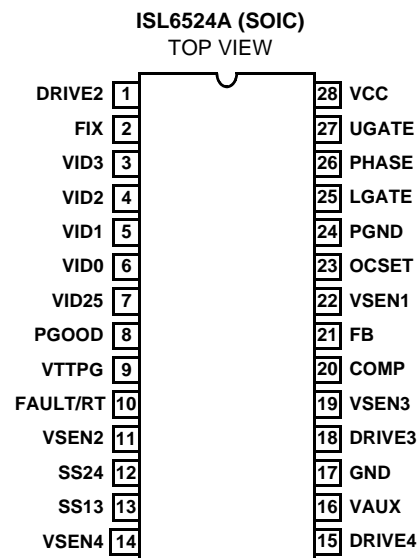 ISL6524A (SOIC)
TOP VIEW
DRIVE2 1 28 VCC
FIX 2 27 UGATE
VID3 3 26 PHASE
VID2 4 25 LGATE
VID1 5 24 PGND
VID0 6 23 OCSET
VID25 7 22 VSEN1
PGOOD 8 21 FB
VTTPG 9 20 COMP
FAULT/RT 10 19 VSEN3
VSEN2 11 18 DRIVE3
SS24 12 17 GND
SS13 13 16 VAUX
VSEN4 14 15 DRIVE4